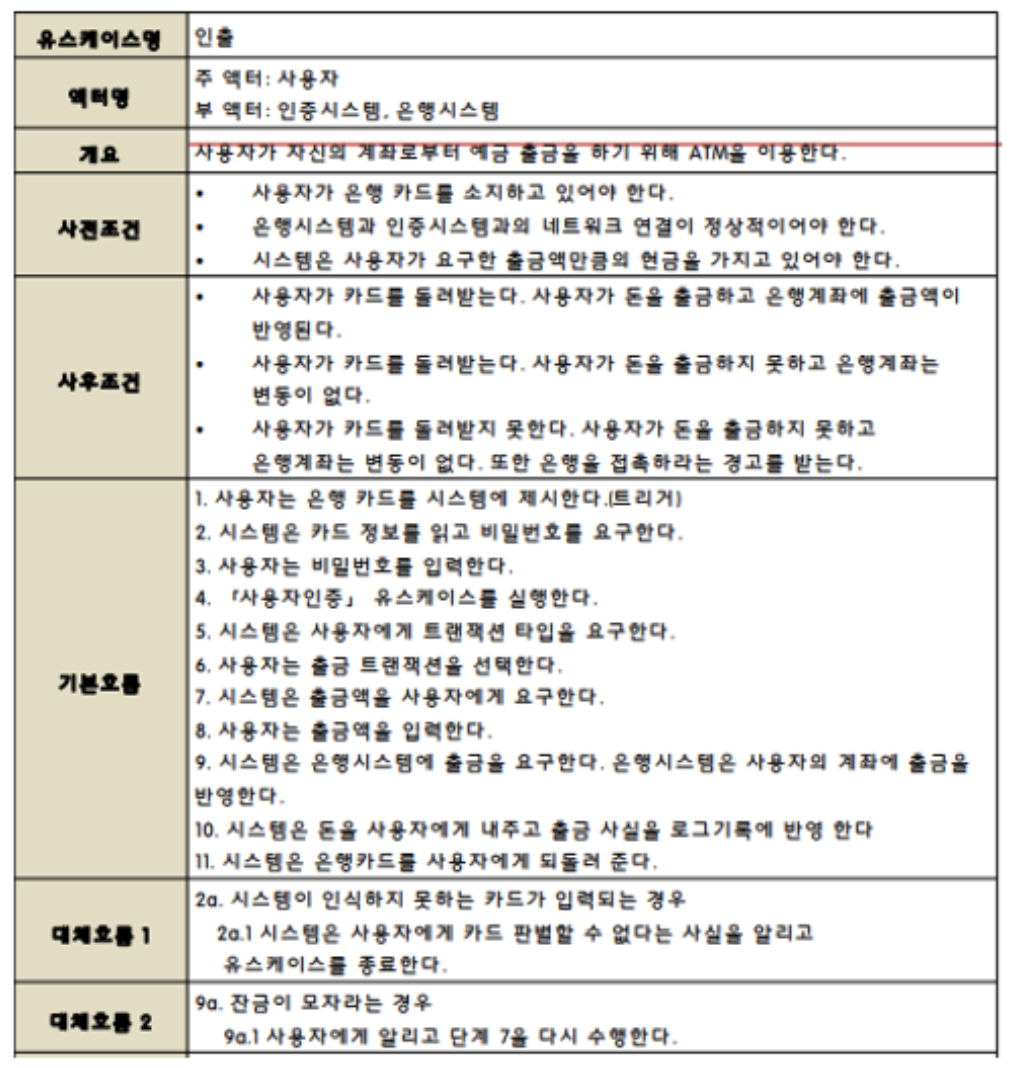 유스케이스명
인출
액터명
주 액터: 사용자
부 액터: 인증시스템, 은행시스템
개요
사용자가 자신의 계좌로부터 예금 출금을 하기 위해 ATM을 이용한다.
사전조건
• 사용자가 은행 카드를 소지하고 있어야 한다.
• 은행시스템과 인증시스템과의 네트워크 연결이 정상적이어야 한다.
• 시스템은 사용자가 요구한 출금액만큼의 현금을 가지고 있어야 한다.
사후조건
• 사용자가 카드를 돌려받는다. 사용자가 돈을 출금하고 은행계좌에 출금액이
반영된다.
• 사용자가 카드를 돌려받는다. 사용자가 돈을 출금하지 못하고 은행계좌는
변동이 없다.
• 사용자가 카드를 돌려받지 못한다. 사용자가 돈을 출금하지 못하고
은행계좌는 변동이 없다. 또한 은행을 접촉하라는 경고를 받는다.
기본흐름
1. 사용자는 은행 카드를 시스템에 제시한다.(트리거)
2. 시스템은 카드 정보를 읽고 비밀번호를 요구한다.
3. 사용자는 비밀번호를 입력한다.
4. 「사용자인증」 유스케이스를 실행한다.
5. 시스템은 사용자에게 트랜잭션 타입을 요구한다.
6. 사용자는 출금 트랜잭션을 선택한다.
7. 시스템은 출금액을 사용자에게 요구한다.
8. 사용자는 출금액을 입력한다.
9. 시스템은 은행시스템에 출금을 요구한다. 은행시스템은 사용자의 계좌에 출금을
반영한다.
10. 시스템은 돈을 사용자에게 내주고 출금 사실을 로그기록에 반영 한다
11. 시스템은 은행카드를 사용자에게 되돌려 준다.
대체흐름 1
2a. 시스템이 인식하지 못하는 카드가 입력되는 경우
2a.1 시스템은 사용자에게 카드 판별할 수 없다는 사실을 알리고
유스케이스를 종료한다.
대체흐름 2
9a. 잔금이 모자라는 경우
9a.1 사용자에게 알리고 단계 7을 다시 수행한다.